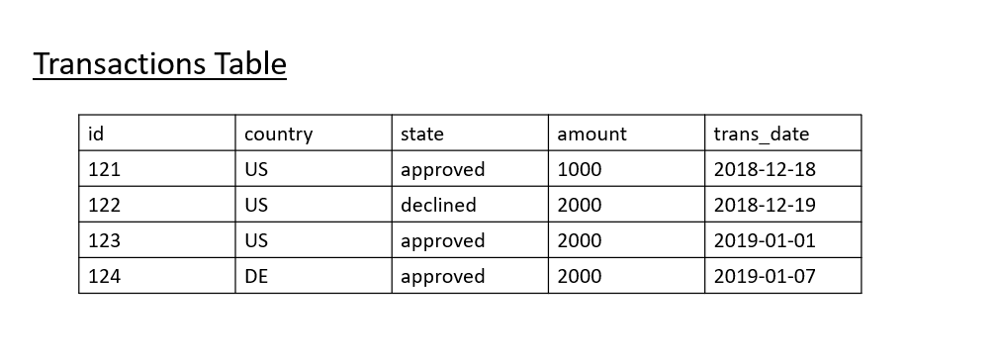 Transactions Table
id country state amount trans_date
121 US approved 1000 2018-12-18
122 US declined 2000 2018-12-19
123 US approved 2000 2019-01-01
124 DE approved 2000 2019-01-07